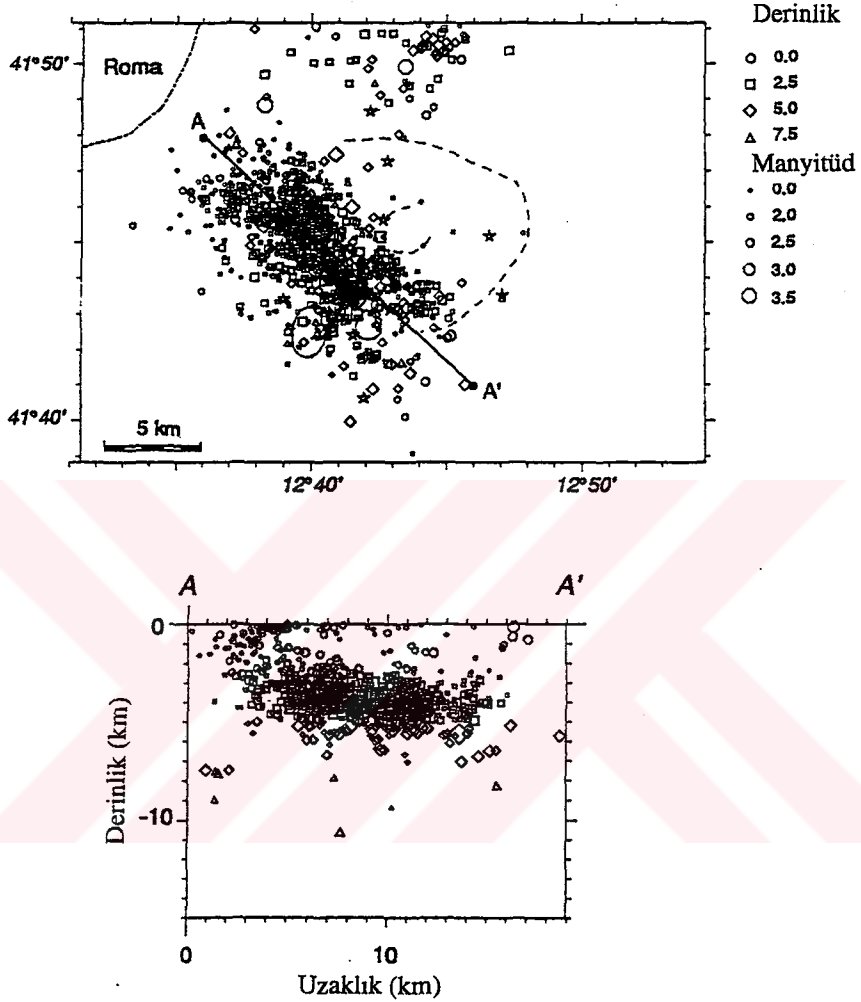 Derinlik
0.0
2.5
5.0
7.5
Manyitüd
0.0
2.0
2.5
3.0
3.5
41°50'
Roma
A
A'
41°40'
5 km
12°40'
12°50'
A
A'
0
-10
Derinlik (km)
0
10
Uzaklık (km)